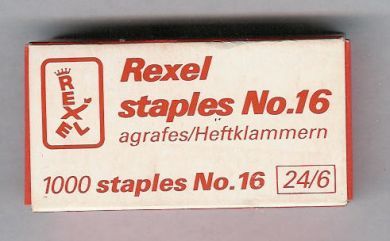 REXEL
Rexel
staples No.16
agrafes/Heftklammern
1000 staples No.16 24/6